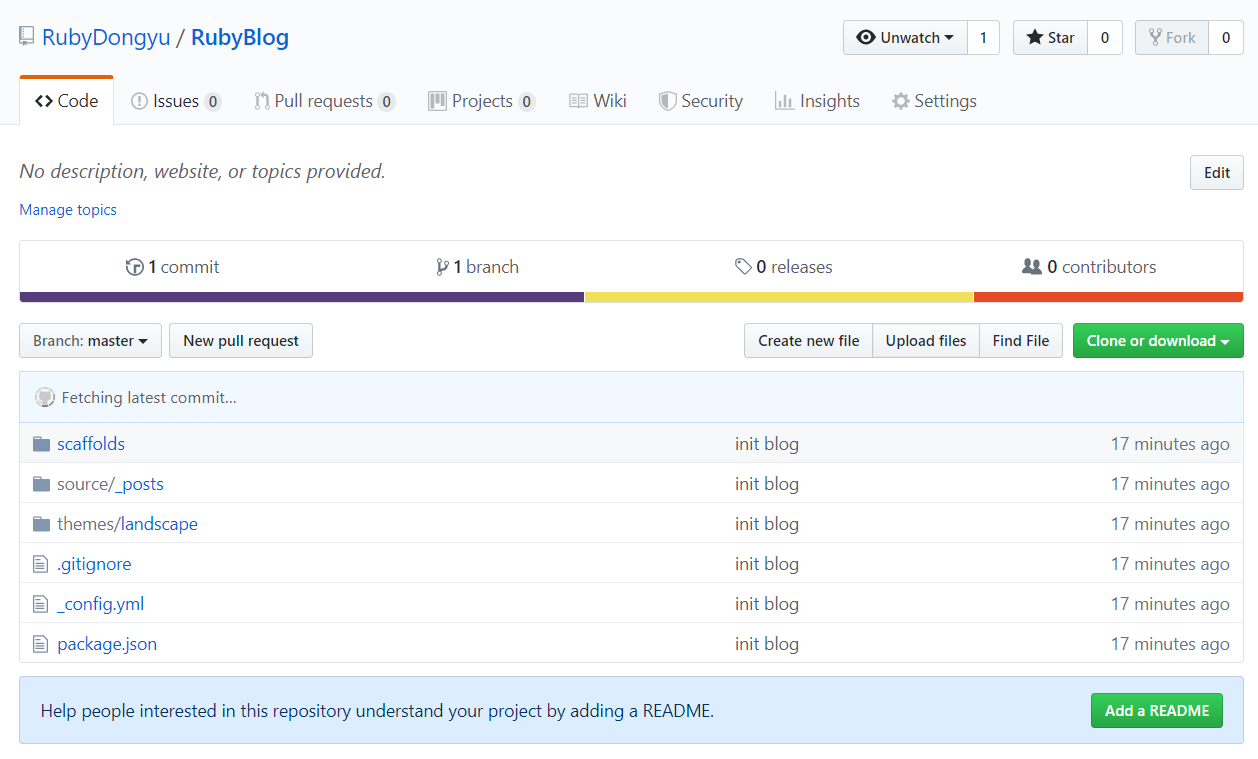 RubyDongyu / RubyBlog
Unwatch 1 Star 0 Fork 0
Code Issues 0 Pull requests 0 Projects 0 Wiki Security Insights Settings
No description, website, or topics provided. Edit
Manage topics
1 commit 1 branch 0 releases 0 contributors
Branch: master New pull request Create new file Upload files Find File Clone or download
Fetching latest commit...
scaffolds init blog 17 minutes ago
source/_posts init blog 17 minutes ago
themes/landscape init blog 17 minutes ago
.gitignore init blog 17 minutes ago
_config.yml init blog 17 minutes ago
package.json init blog 17 minutes ago
Help people interested in this repository understand your project by adding a README. Add a README